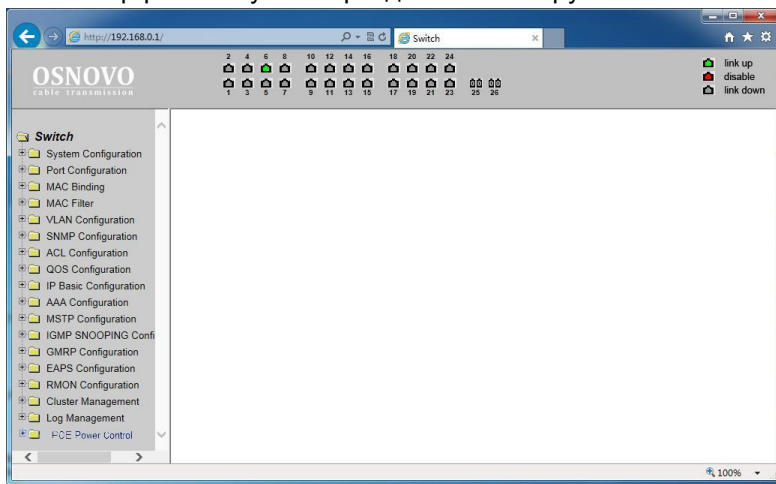 http://192.168.0.1/
Switch
OSNOVO
cable transmission
2 4 6 8 10 12 14 16 18 20 22 24
1 3 5 7 9 11 13 15 17 19 21 23 25 26
link up
disable
link down
Switch
System Configuration
Port Configuration
MAC Binding
MAC Filter
VLAN Configuration
SNMP Configuration
ACL Configuration
QOS Configuration
IP Basic Configuration
AAA Configuration
MSTP Configuration
IGMP SNOOPING Confi
GMRP Configuration
EAPS Configuration
RMON Configuration
Cluster Management
Log Management
POE Power Control
100%